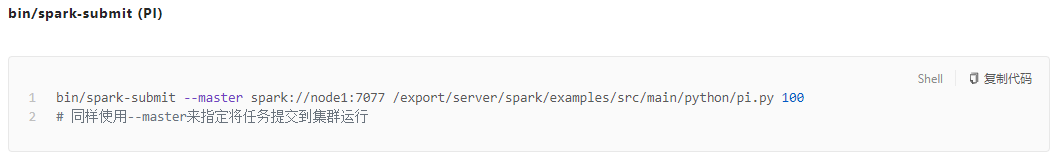 bin/spark-submit (PI)
Shell 复制代码
1 bin/spark-submit --master spark://node1:7077 /export/server/spark/examples/src/main/python/pi.py 100
2 # 同样使用--master来指定将任务提交到集群运行